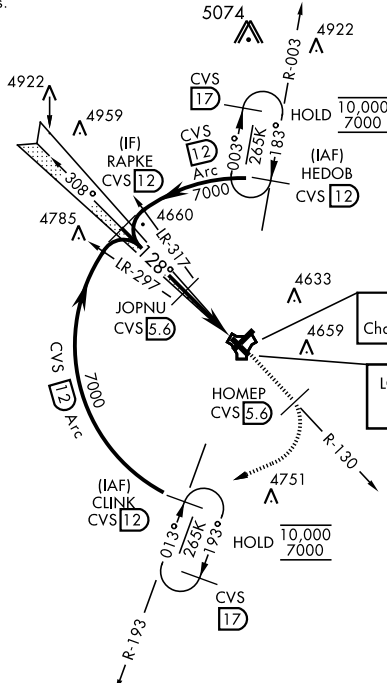 s.
5074
4922
R-003
4922
4959
CVS
17
HOLD
10,000
7000
(IF)
RAPKE
CVS 12
CVS
12
Arc
7000
003°
265K
183°
(IAF)
HEDOB
CVS 12
308°
4785
4660
LR-317
128°
LR-297
JOPNU
CVS 5.6
4633
4659
Cha
LO
7000
CVS 12 Arc
HOMEP
CVS 5.6
R-130
4751
(IAF)
CLINK
CVS 12
013°
265K
193°
HOLD
10,000
7000
CVS
17
R-193